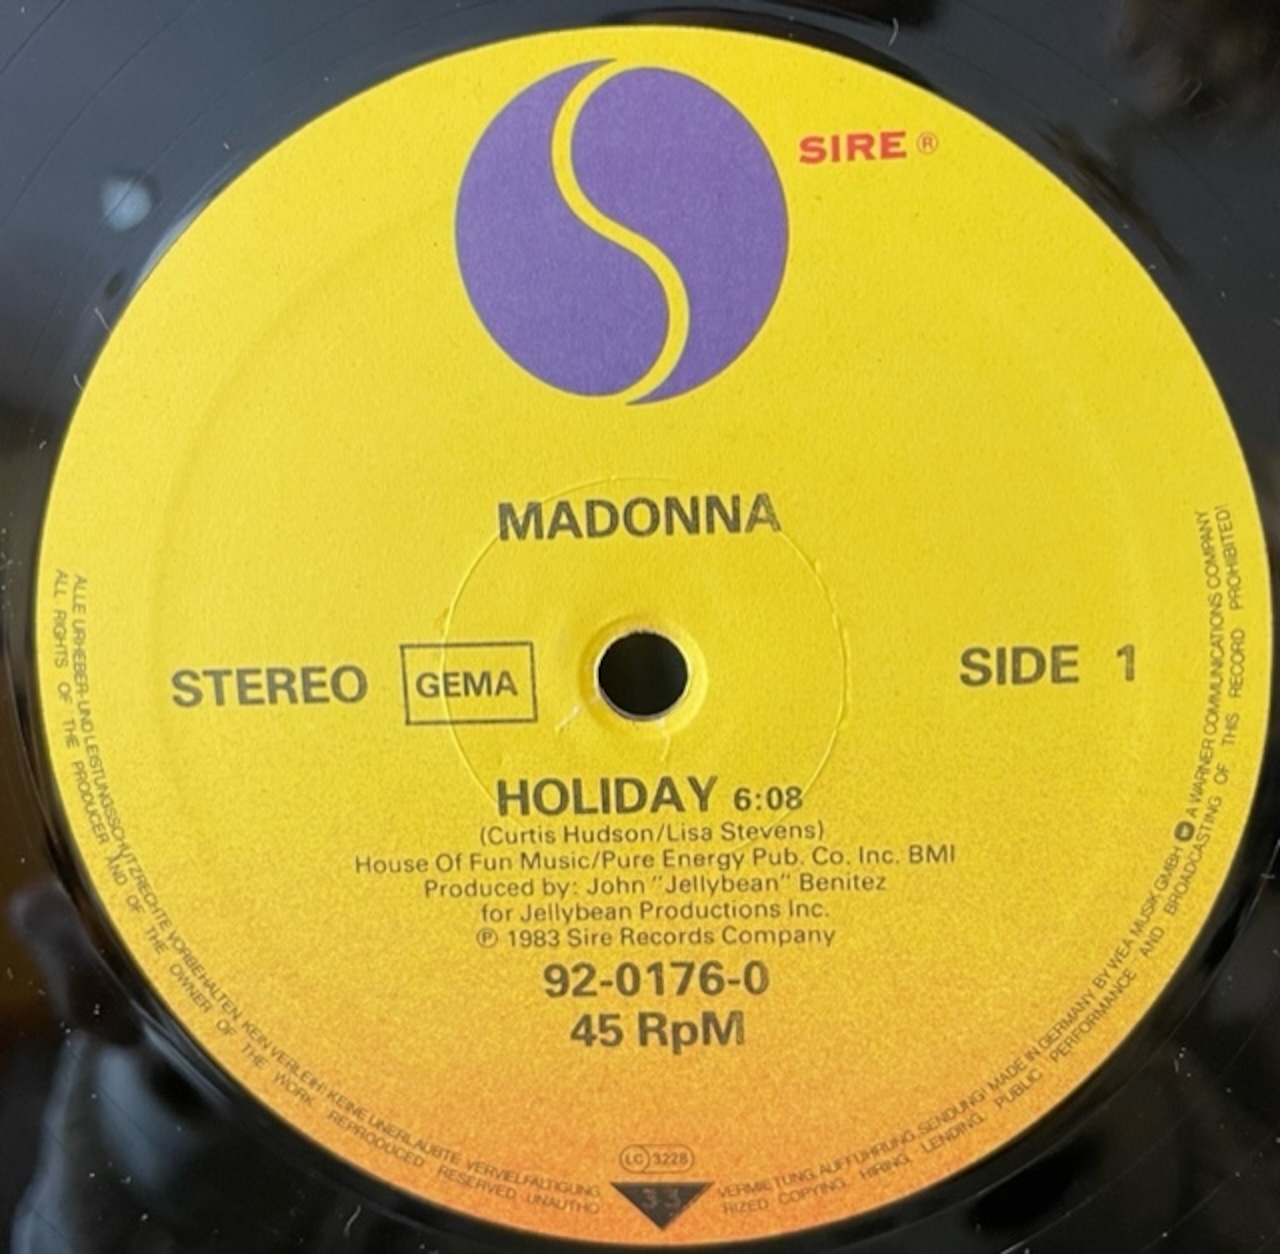 SIRE ®
MADONNA
STEREO
GEMA
SIDE 1
HOLIDAY 6:08
(Curtis Hudson/Lisa Stevens)
House Of Fun Music/Pure Energy Pub. Co. Inc. BMI
Produced by: John "Jellybean" Benitez
for Jellybean Productions Inc.
℗ 1983 Sire Records Company
92-0176-0
45 RpM
LC 3228
33
ALLE URHEBER- UND LEISTUNGSSCHUTZRECHTE VORBEHALTEN. KEIN VERLEIH! KEINE UNERLAUBTE VERVIELFÄLTIGUNG, VERMIETUNG, AUFFÜHRUNG, SENDUNG! MADE IN GERMANY BY WEA MUSIK GMBH A WARNER COMMUNICATIONS COMPANY
ALL RIGHTS OF THE PRODUCER AND OF THE OWNER OF THE WORK REPRODUCED RESERVED UNAUTHO RIZED COPYING, HIRING, LENDING, PUBLIC PERFORMANCE AND BROADCASTING OF THIS RECORD PROHIBITED!